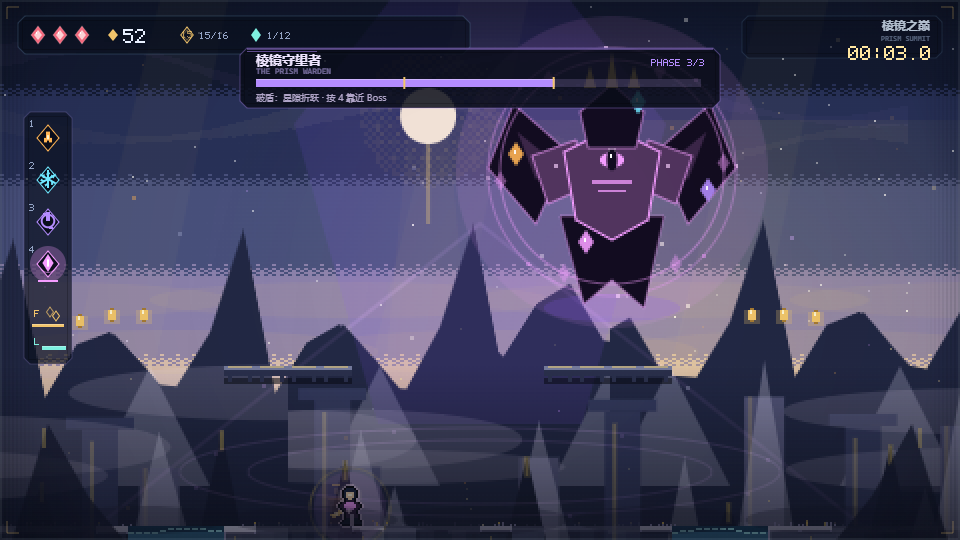 52
15/16
1/12
棱镜之巅
PRISM SUMMIT
00:03.0
棱镜守望者
THE PRISM WARDEN
PHASE 3/3
破盾：星隙折跃 · 按 4 靠近 Boss
1
2
3
4
F
L